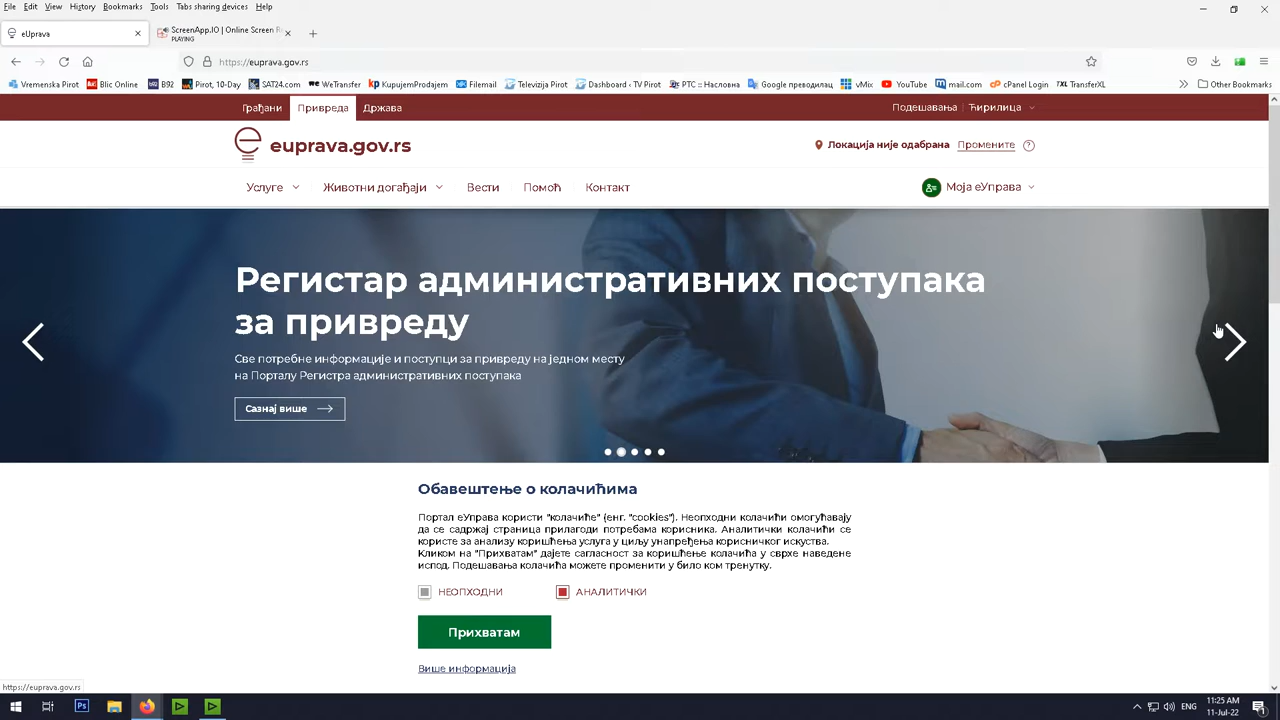 File Edit View History Bookmarks Tools Tabs sharing devices Help
eUprava
ScreenApp.IO | Online Screen
PLAYING
https://euprava.gov.rs
Vremenska Pirot Blic Online B92 Pirot, 10-Day SAT24.com WeTransfer KupujemProdajem Filemail Televizija Pirot Dashboard ‹ TV Pirot РТС :: Насловна Google преводилац vMix YouTube mail.com cPanel Login TXL TransferXL Other Bookmarks
Грађани Привреда Држава Подешавања Ћирилица
euprava.gov.rs Локација није одабрана Промените ?
Услуге Животни догађаји Вести Помоћ Контакт Моја еУправа
Регистар административних поступака
за привреду
Све потребне информације и поступци за привреду на једном месту
на Порталу Регистра административних поступака
Сазнај више
Обавештење о колачићима
Портал еУправа користи "колачиће" (енг. "cookies"). Неопходни колачићи омогућавају
да се садржај страница прилагоди потребама корисника. Аналитички колачићи се
користе за анализу коришћења услуга у циљу унапређења корисничког искуства.
Кликом на "Прихватам" дајете сагласност за коришћење колачића у сврхе наведене
испод. Подешавања колачића можете променити у било ком тренутку.
НЕОПХОДНИ АНАЛИТИЧКИ
Прихватам
Више информација
https://euprava.gov.rs
Ps ENG 11:25 AM
11-Jul-22